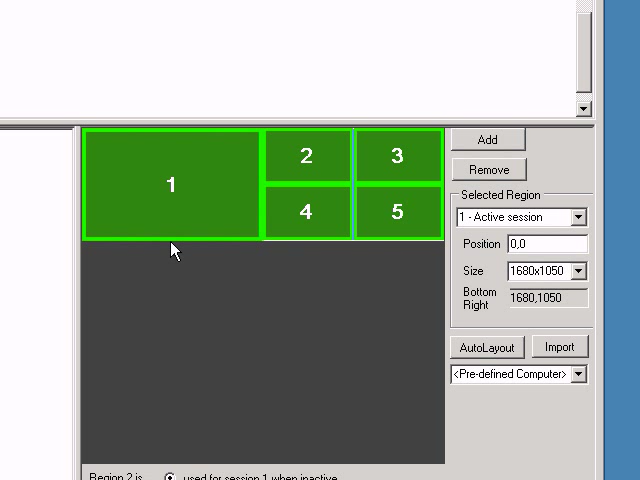 1
2
3
4
5
Add
Remove
Selected Region
1 - Active session
Position 0,0
Size 1680x1050
Bottom
Right 1680,1050
AutoLayout Import
<Pre-defined Computer>
Region 2 is used for session 1 when inactive